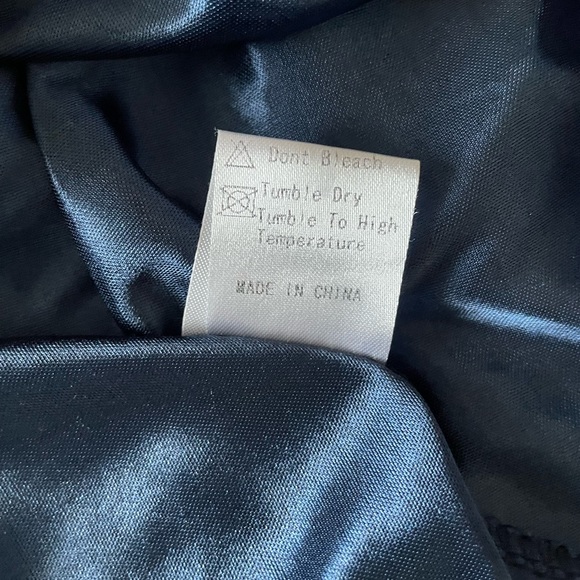 Dont Bleach
Tumble Dry
Tumble To High
Temperature
MADE IN CHINA